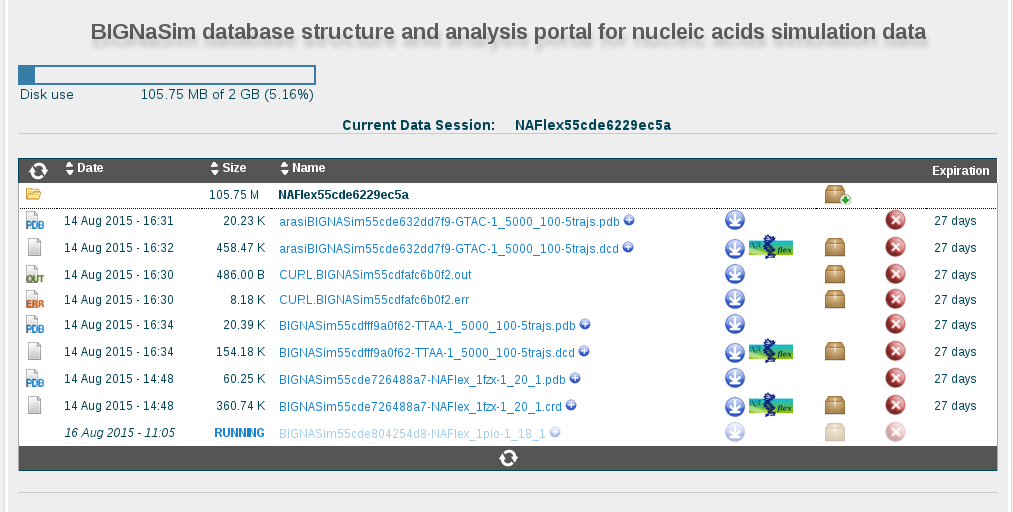 BIGNaSim database structure and analysis portal for nucleic acids simulation data
Disk use 105.75 MB of 2 GB (5.16%)
Current Data Session: NAFlex55cde6229ec5a
Date Size Name Expiration
105.75 M NAFlex55cde6229ec5a
PDB 14 Aug 2015 - 16:31 20.23 K arasiBIGNASim55cde632dd7f9-GTAC-1_5000_100-5trajs.pdb 27 days
14 Aug 2015 - 16:32 458.47 K arasiBIGNASim55cde632dd7f9-GTAC-1_5000_100-5trajs.dcd NA flex 27 days
OUT 14 Aug 2015 - 16:30 486.00 B CURL.BIGNASim55cdfafc6b0f2.out 27 days
ERR 14 Aug 2015 - 16:30 8.18 K CURL.BIGNASim55cdfafc6b0f2.err 27 days
PDB 14 Aug 2015 - 16:34 20.39 K BIGNASim55cdfff9a0f62-TTAA-1_5000_100-5trajs.pdb 27 days
14 Aug 2015 - 16:34 154.18 K BIGNASim55cdfff9a0f62-TTAA-1_5000_100-5trajs.dcd NA flex 27 days
PDB 14 Aug 2015 - 14:48 60.25 K BIGNASim55cde726488a7-NAFlex_1fzx-1_20_1.pdb 27 days
14 Aug 2015 - 14:48 360.74 K BIGNASim55cde726488a7-NAFlex_1fzx-1_20_1.crd NA flex 27 days
16 Aug 2015 - 11:05 RUNNING BIGNASim55cde804254d8-NAFlex_1pio-1_18_1